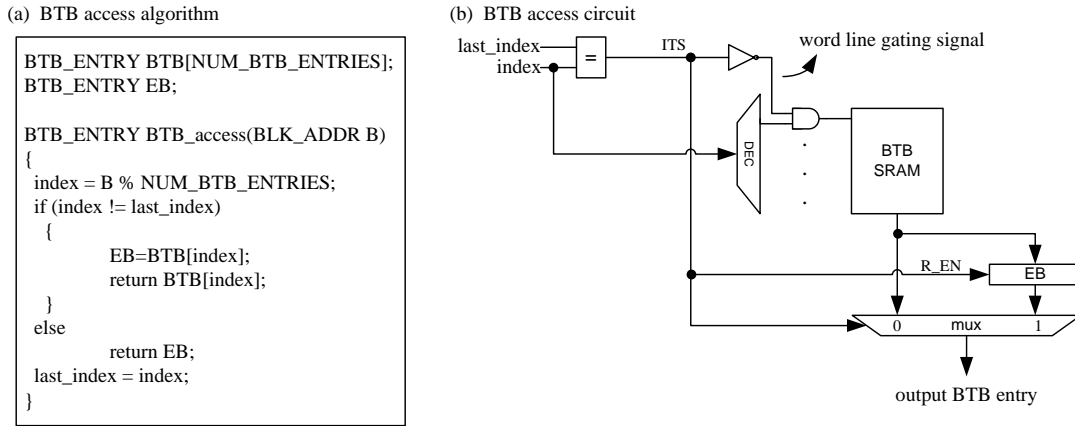 (a) BTB access algorithm
BTB_ENTRY BTB[NUM_BTB_ENTRIES];
BTB_ENTRY EB;
BTB_ENTRY BTB_access(BLK_ADDR B)
{
index = B % NUM_BTB_ENTRIES;
if (index != last_index)
{
EB=BTB[index];
return BTB[index];
}
else
return EB;
last_index = index;
}
(b) BTB access circuit
last_index
index
=
ITS
word line gating signal
DEC
. . .
BTB
SRAM
R_EN
EB
0 mux 1
output BTB entry